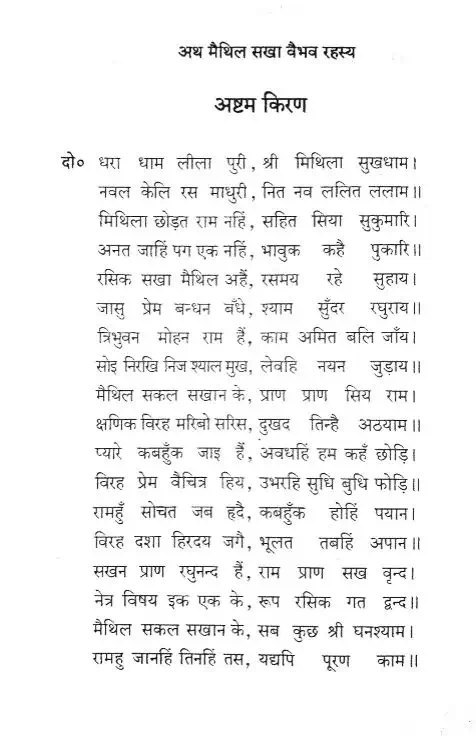 अथ मैथिल सखा वैभव रहस्य
अष्टम किरण
दो० धरा धाम लीला पुरी, श्री मिथिला सुखधाम।
नवल केलि रस माधुरी, नित नव ललित ललाम॥
मिथिला छोड़त राम नहिं, सहित सिया सुकुमारि।
अनत जाहिं पग एक नहिं, भावुक कहै पुकारि॥
रसिक सखा मैथिल अहैं, रसमय रहे सुहाय।
जासु प्रेम बन्धन बँधे, श्याम सुँदर रघुराय॥
त्रिभुवन मोहन राम हैं, काम अमित बलि जाँय।
सोइ निरखि निज श्याल मुख, लेवहि नयन जुड़ाय॥
मैथिल सकल सखान के, प्राण प्राण सिय राम।
क्षणिक विरह मरिबो सरिस, दुखद तिन्है अठयाम॥
प्यारे कबहुँक जाइ हैं, अवधहिं हम कहँ छोड़ि।
विरह प्रेम वैचित्र हिय, उभरहि सुधि बुधि फोड़ि॥
रामहुँ सोचत जब हृदै, कबहुँक होहिं पयान।
विरह दशा हिरदय जगै, भूलत तबहिं अपान॥
सखन प्राण रघुनन्द हैं, राम प्राण सख वृन्द।
नेत्र विषय इक एक के, रूप रसिक गत द्वन्द॥
मैथिल सकल सखान के, सब कुछ श्री घनश्याम।
रामहु जानहिं तिनहिं तस, यद्यपि पूरण काम॥